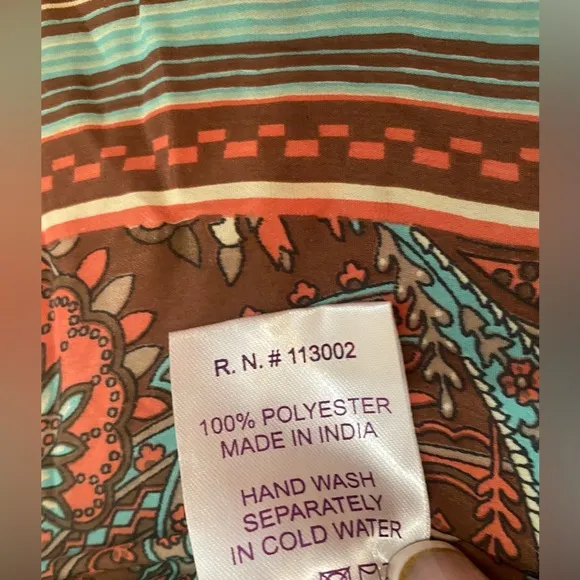 R. N. # 113002
100% POLYESTER
MADE IN INDIA
HAND WASH
SEPARATELY
IN COLD WATER